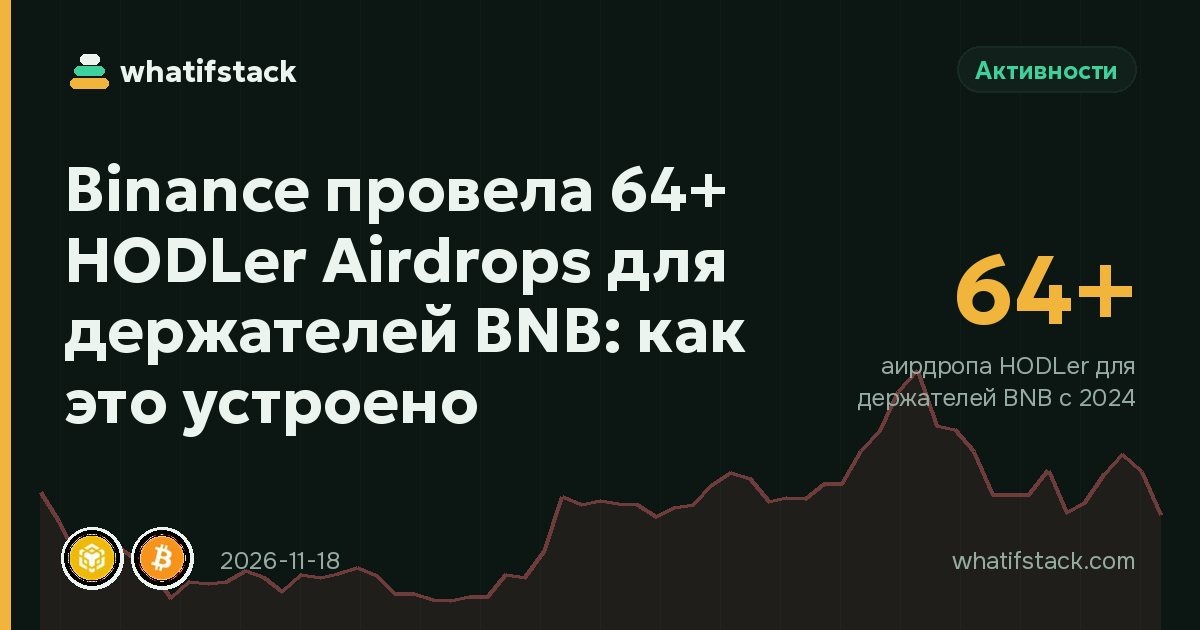 whatifstack
Активности
Binance провела 64+
HODLer Airdrops для
держателей BNB: как
это устроено
64+
аирдропа HODLer для
держателей BNB с 2024
2026-11-18
whatifstack.com